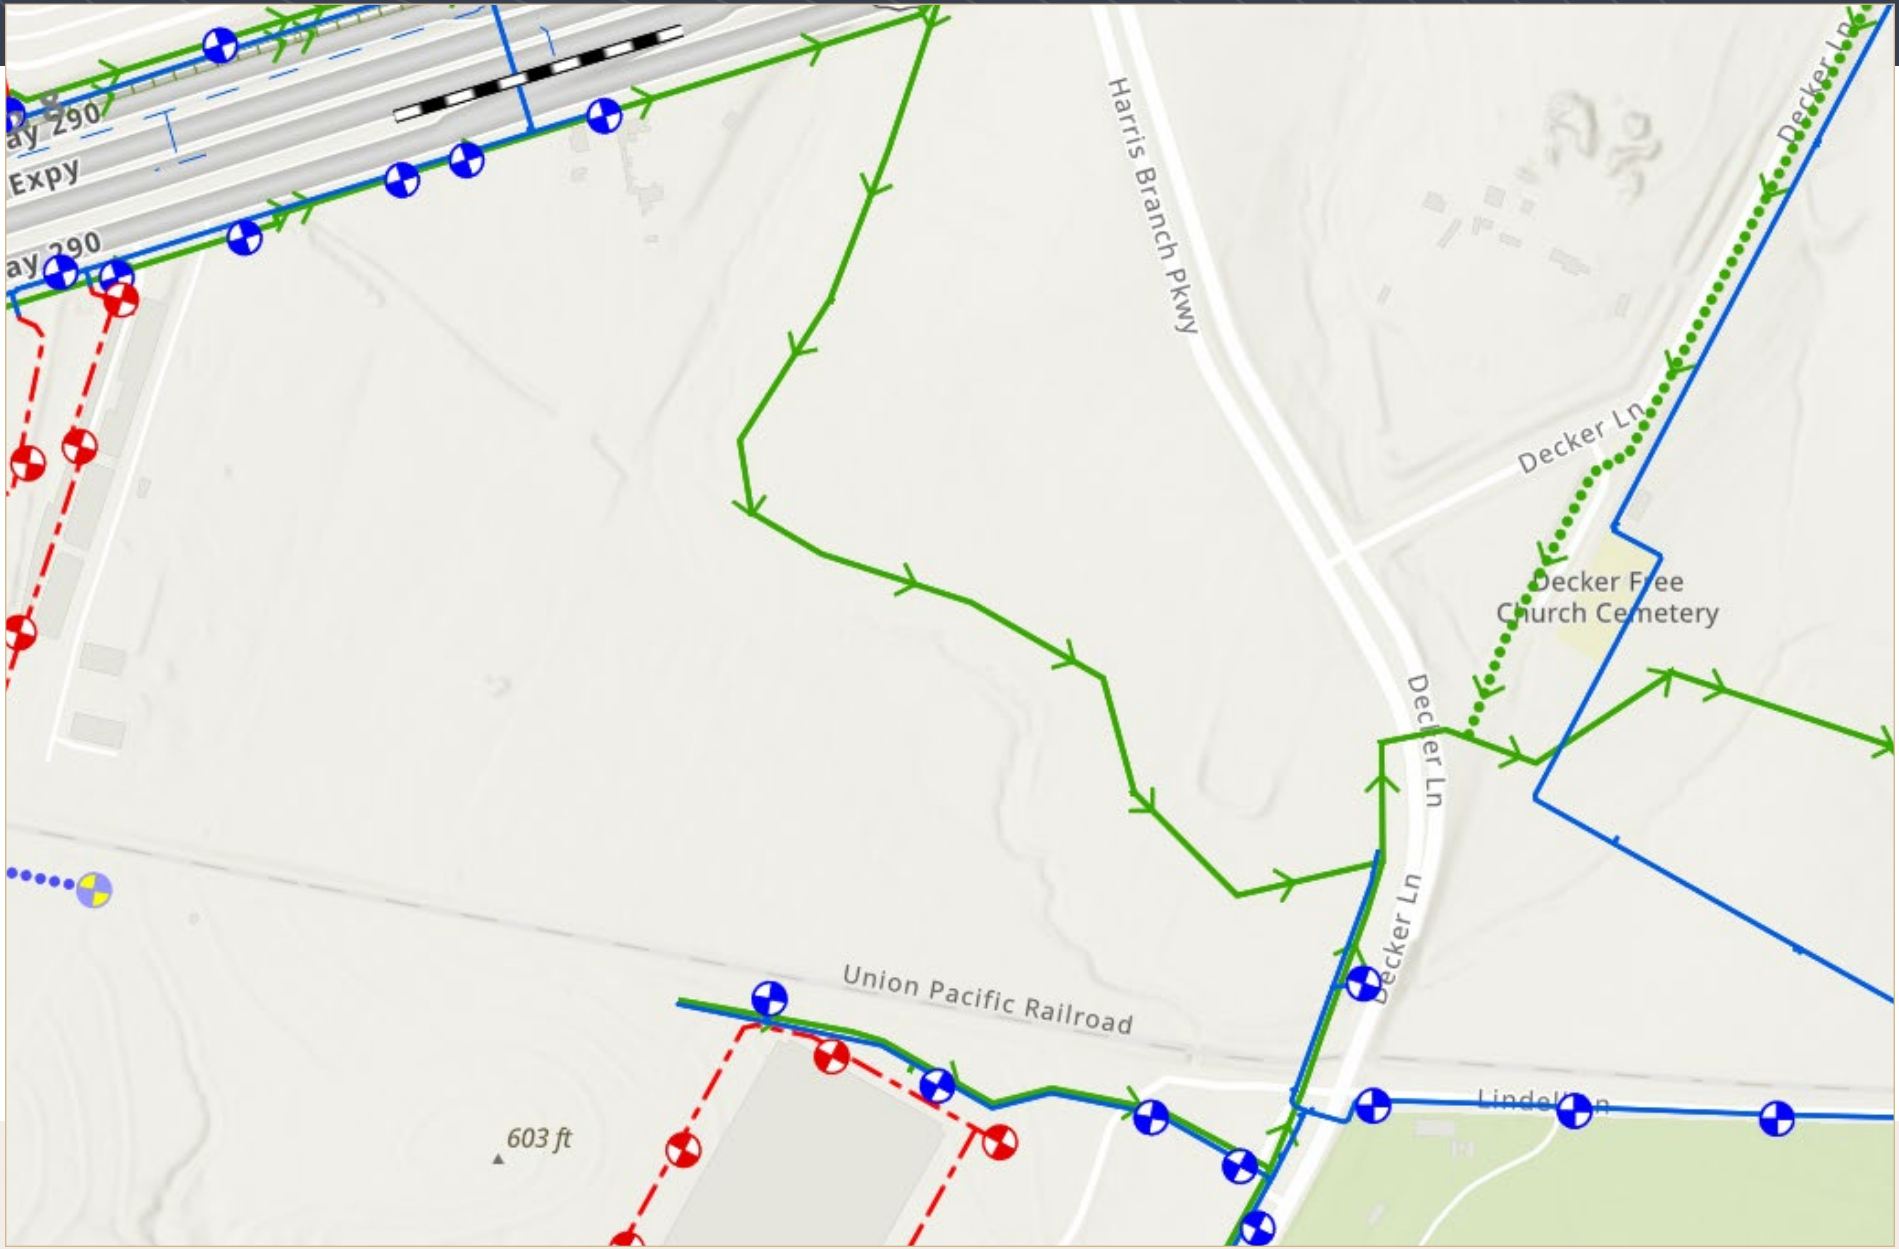 ay 290
Expy
ay 290
Harris Branch Pkwy
Decker Ln
Decker Ln
Decker Free
Church Cemetery
Decker Ln
Decker Ln
Union Pacific Railroad
603 ft